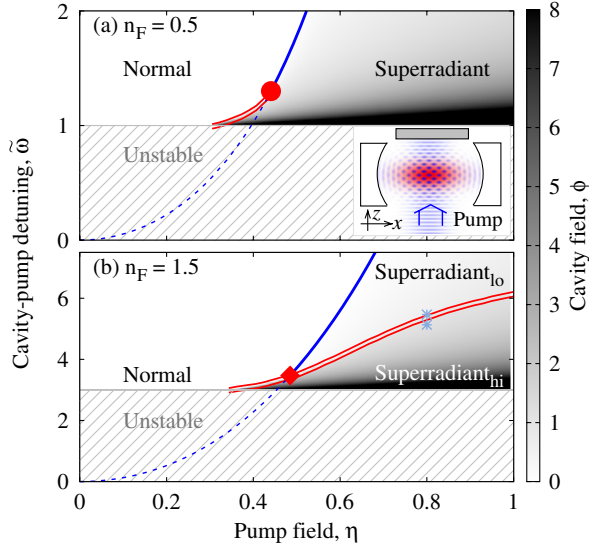 2
(a) n_F = 0.5
Normal
Superradiant
1
Unstable
z
x
Pump
0
6
(b) n_F = 1.5
Superradiant_lo
4
Normal
Superradiant_hi
2
Unstable
0
0
0.2
0.4
0.6
0.8
1
Pump field, η
Cavity-pump detuning, ω̃
8
7
6
5
4
3
2
1
0
Cavity field, ϕ